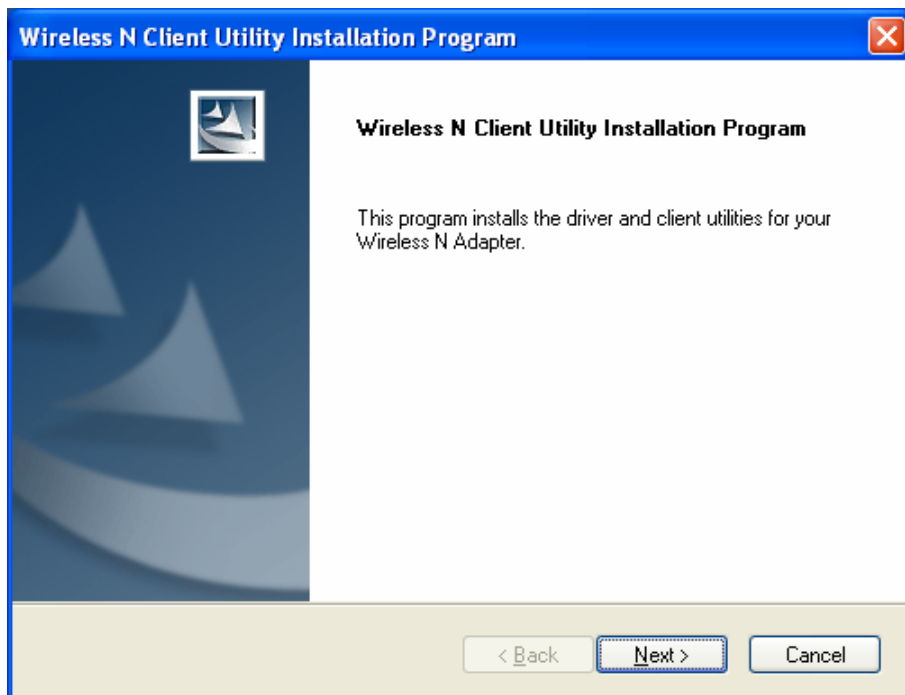 Wireless N Client Utility Installation Program
Wireless N Client Utility Installation Program
This program installs the driver and client utilities for your
Wireless N Adapter.
< Back Next > Cancel